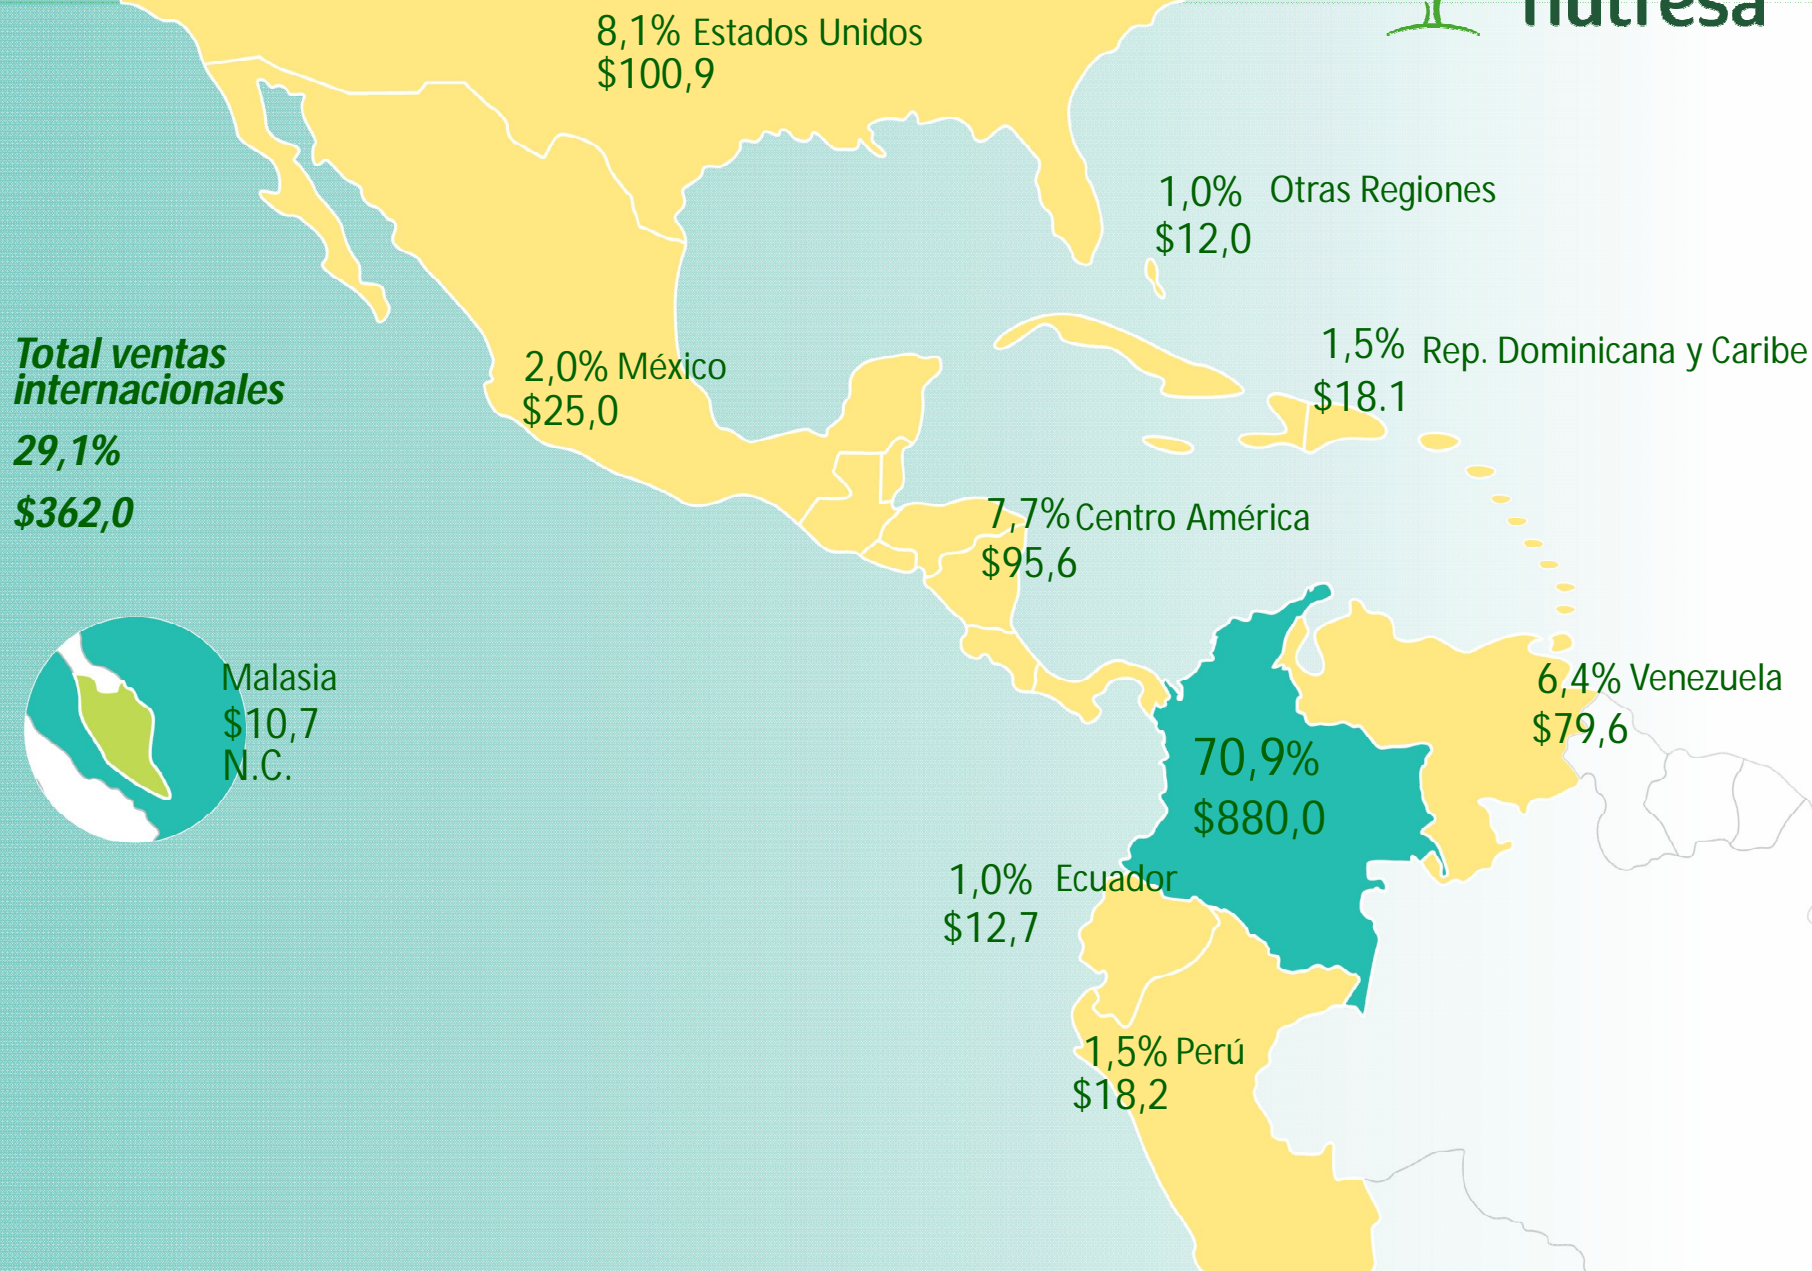 nutresa
8,1% Estados Unidos
$100,9
1,0% Otras Regiones
$12,0
1,5% Rep. Dominicana y Caribe
$18.1
Total ventas
internacionales
29,1%
$362,0
2,0% México
$25,0
7,7% Centro América
$95,6
Malasia
$10,7
N.C.
6,4% Venezuela
$79,6
70,9%
$880,0
1,0% Ecuador
$12,7
1,5% Perú
$18,2